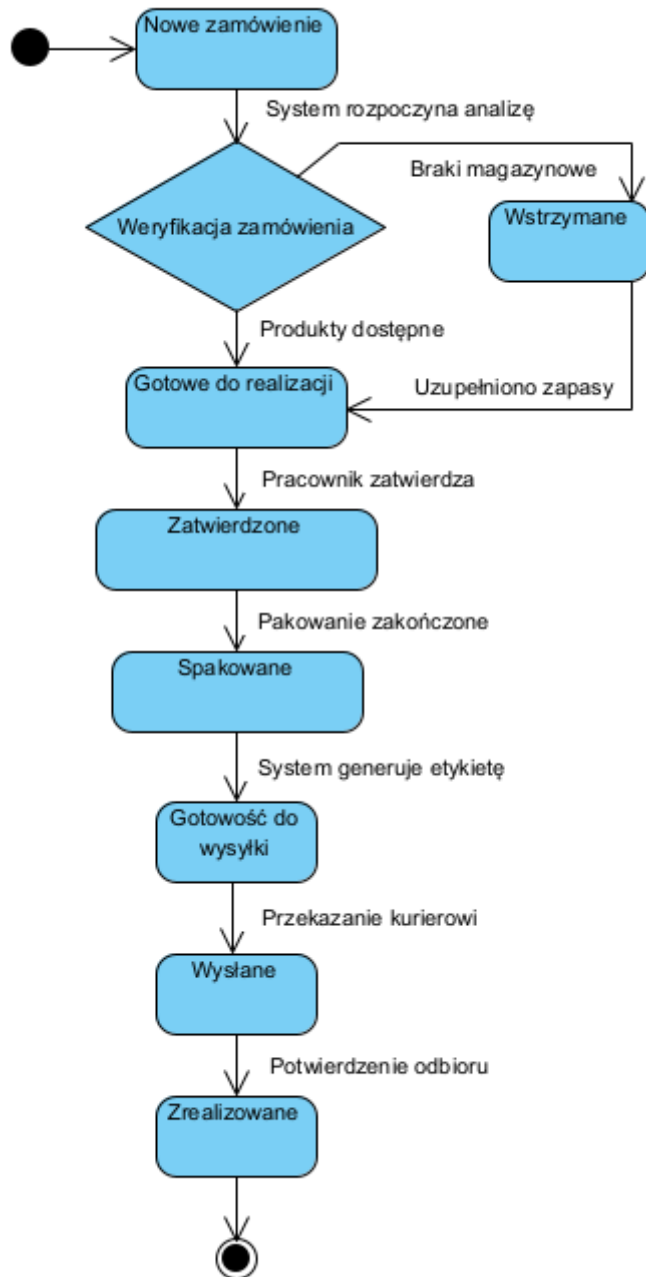 Nowe zamówienie
System rozpoczyna analizę
Braki magazynowe
Weryfikacja zamówienia
Wstrzymane
Produkty dostępne
Gotowe do realizacji
Uzupełniono zapasy
Pracownik zatwierdza
Zatwierdzone
Pakowanie zakończone
Spakowane
System generuje etykietę
Gotowość do
wysyłki
Przekazanie kurierowi
Wysłane
Potwierdzenie odbioru
Zrealizowane